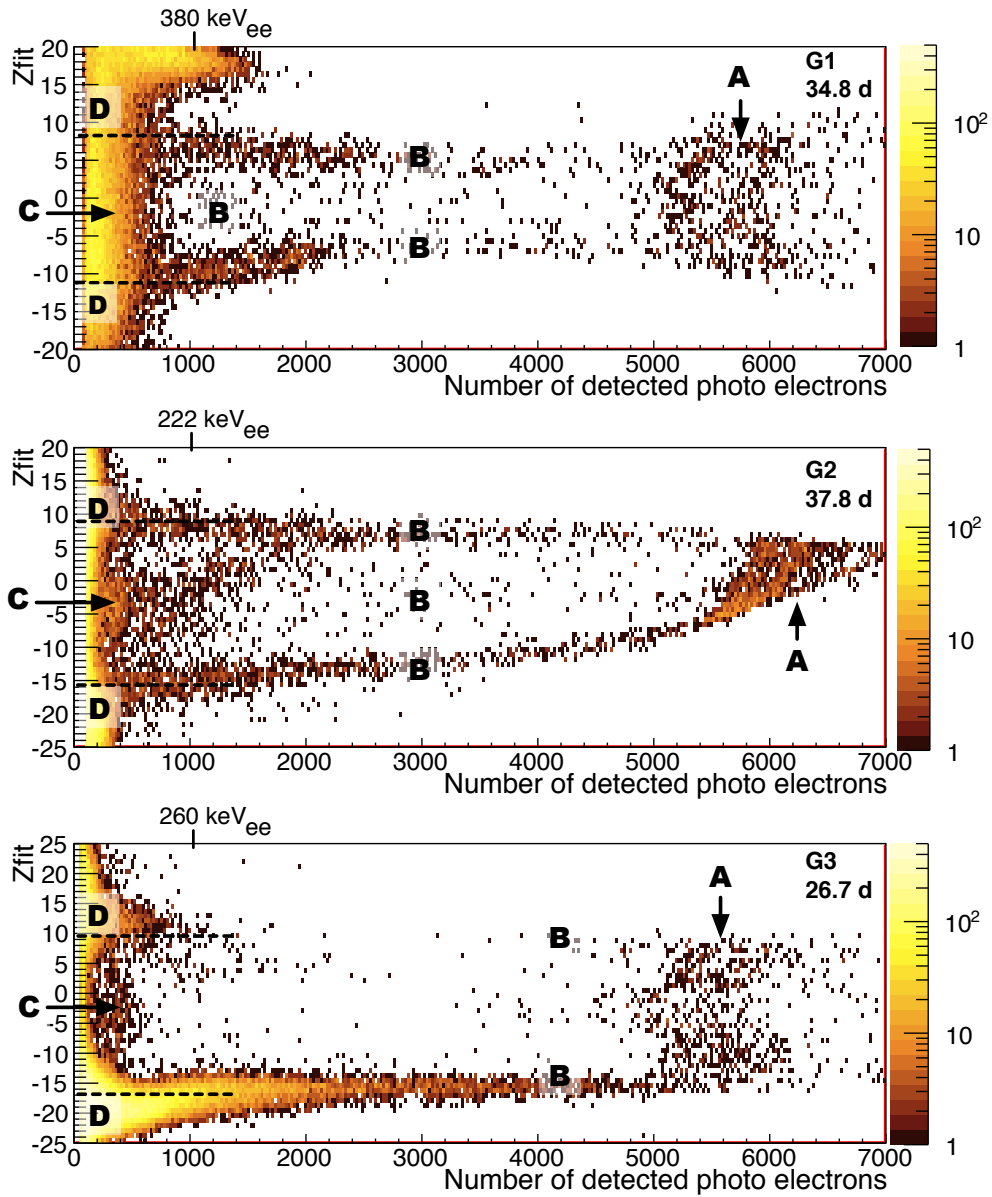 380 keVee
Zfit
20
15
10
5
0
-5
-10
-15
-20
D
B
B
C
B
D
A
G1
34.8 d
10²
10
1
0 1000 2000 3000 4000 5000 6000 7000
Number of detected photo electrons
222 keVee
Zfit
20
15
10
5
0
-5
-10
-15
-20
-25
D
B
C
B
B
D
A
G2
37.8 d
10²
10
1
0 1000 2000 3000 4000 5000 6000 7000
Number of detected photo electrons
260 keVee
Zfit
25
20
15
10
5
0
-5
-10
-15
-20
-25
D
B
C
B
D
A
G3
26.7 d
10²
10
1
0 1000 2000 3000 4000 5000 6000 7000
Number of detected photo electrons